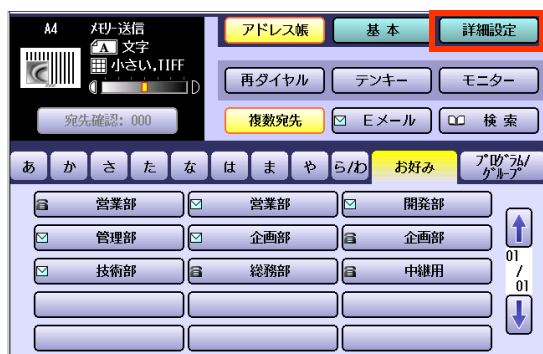 A4 ﾒﾓﾘｰ送信
A 文字
小さい,TIFF
D
宛先確認: 000
アドレス帳 基本 詳細設定
再ダイヤル テンキー モニター
複数宛先 Eメール 検索
あ か さ た な は ま や ら/わ お好み ﾌﾟﾛｸﾞﾗﾑ/
ｸﾞﾙｰﾌﾟ
営業部 営業部 開発部
管理部 企画部 企画部
技術部 総務部 中継用
01
/
01